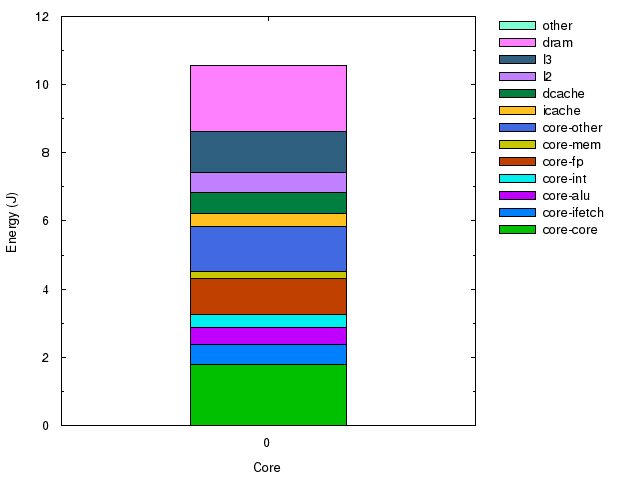 12
10
8
6
4
2
0
Energy (J)
0
Core
other
dram
l3
l2
dcache
icache
core-other
core-mem
core-fp
core-int
core-alu
core-ifetch
core-core